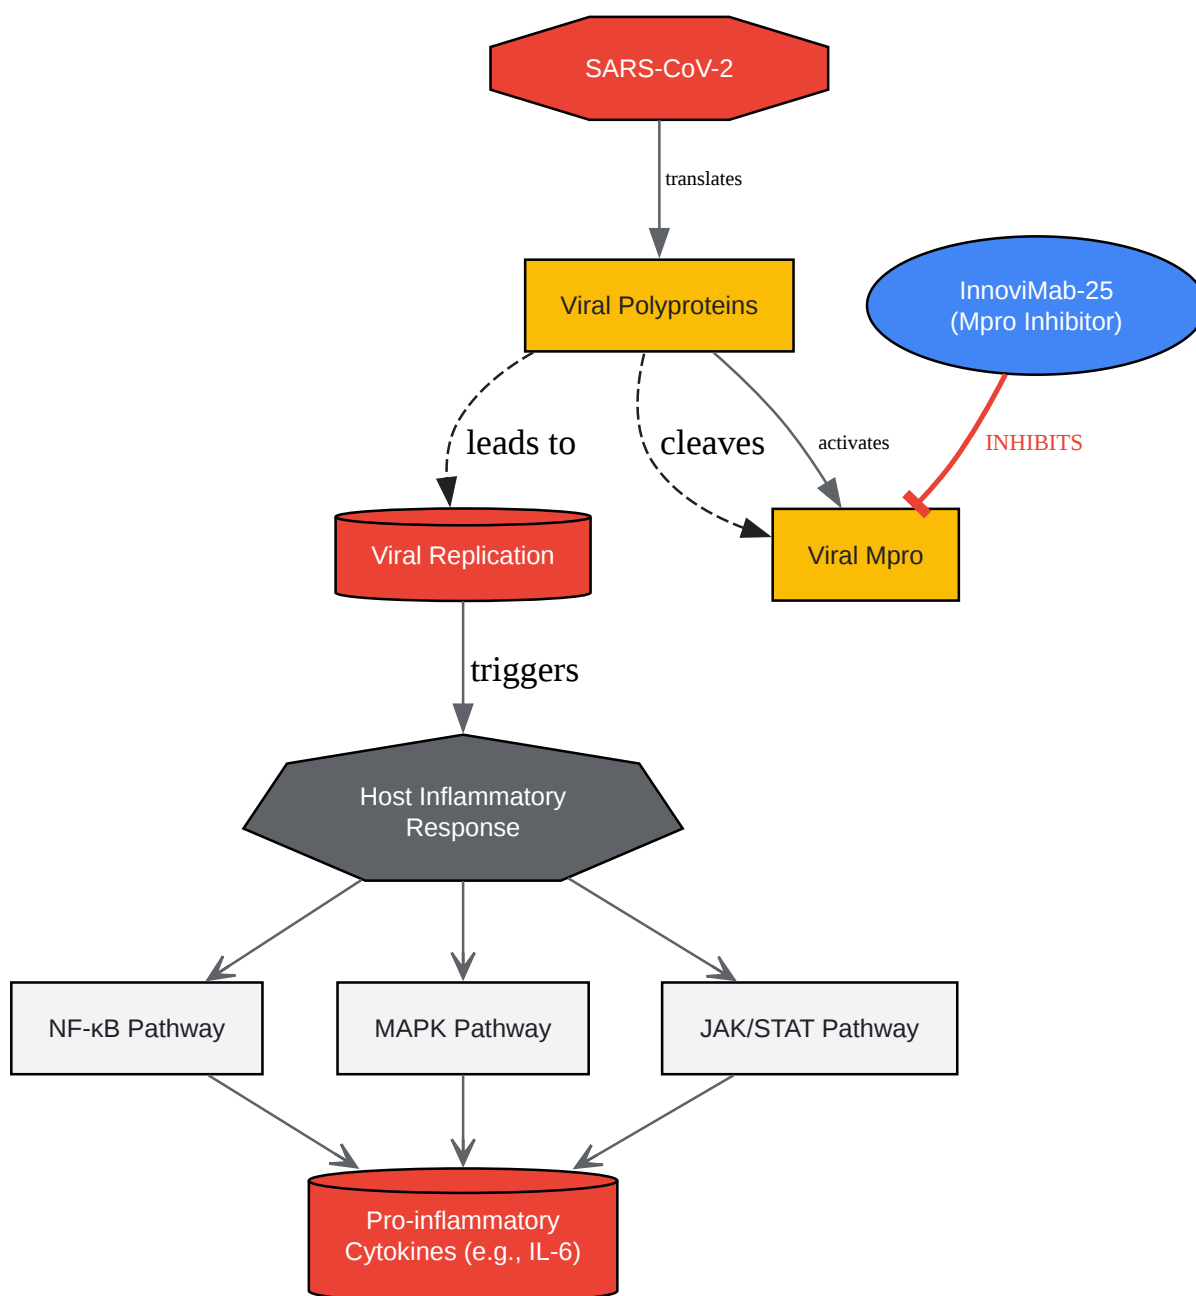 SARS-CoV-2
translates
Viral Polyproteins
InnoviMab-25
(Mpro Inhibitor)
leads to
cleaves
activates
INHIBITS
Viral Replication
Viral Mpro
triggers
Host Inflammatory
Response
NF-κB Pathway
MAPK Pathway
JAK/STAT Pathway
Pro-inflammatory
Cytokines (e.g., IL-6)